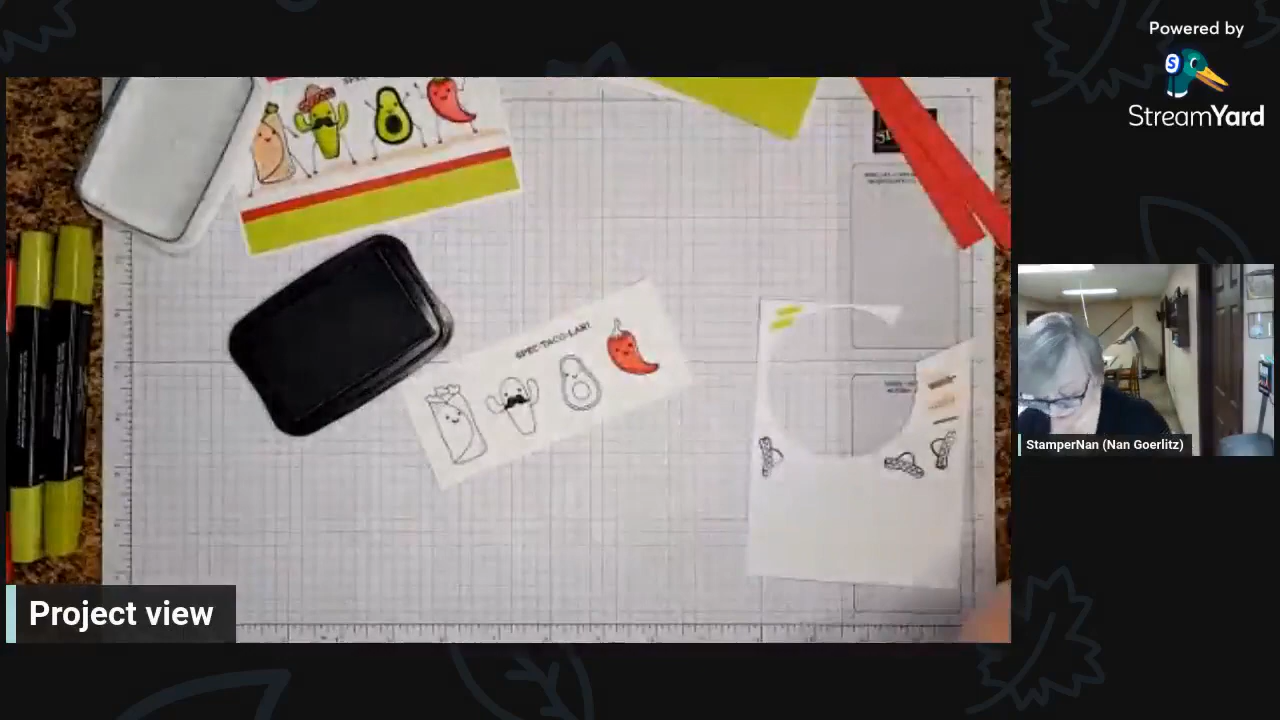 Powered by
StreamYard
SPEC-TACO-LAR!
StamperNan (Nan Goerlitz)
Project view